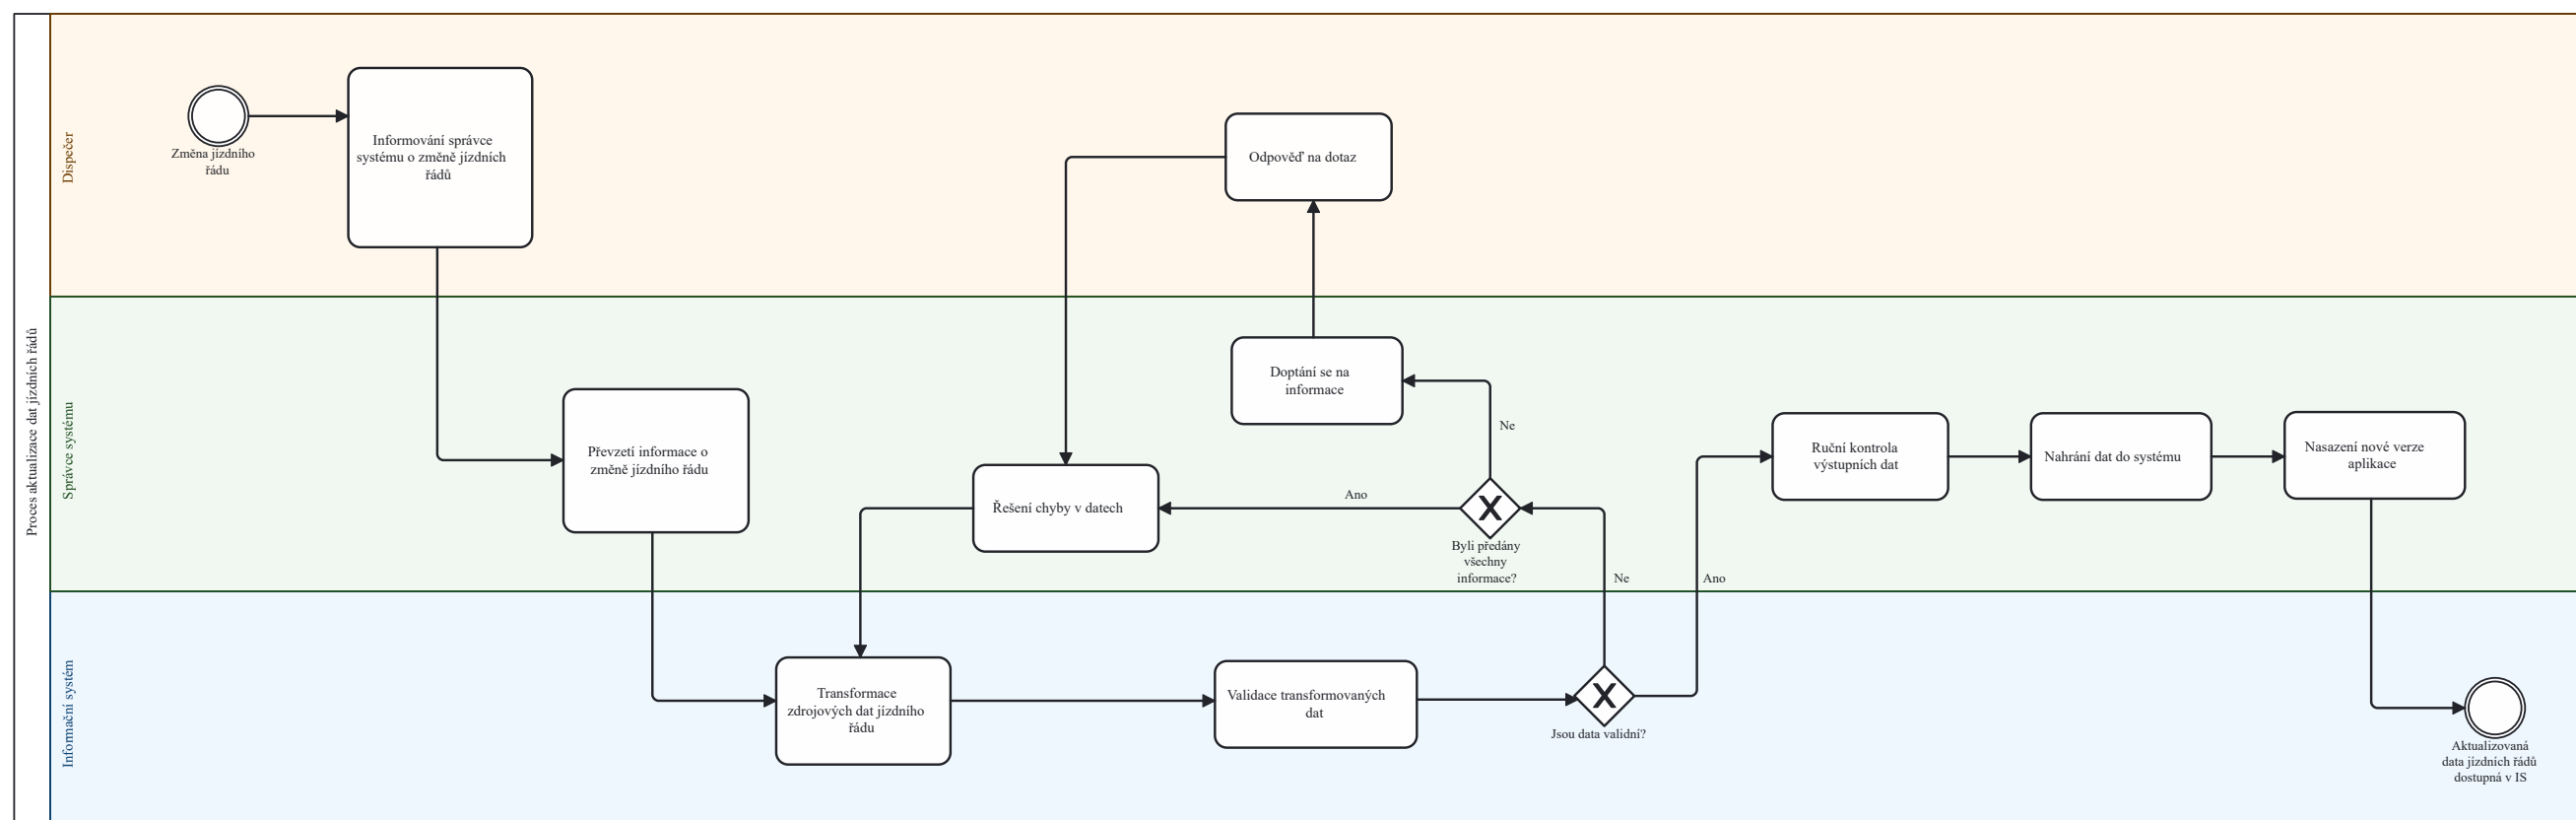 Proces aktualizace dat jízdních řádů
Dispečer
Změna jízdního
řádu
Informování správce
systému o změně jízdních
řádů
Odpověď na dotaz
Správce systému
Převzetí informace o
změně jízdního řádu
Řešení chyby v datech
Doptání se na
informace
Ano
Ne
Byli předány
všechny
informace?
Ne
Ano
Ruční kontrola
výstupních dat
Nahrání dat do systému
Nasazení nové verze
aplikace
Informační systém
Transformace
zdrojových dat jízdního
řádu
Validace transformovaných
dat
Jsou data validní?
Aktualizovaná
data jízdních řádů
dostupná v IS